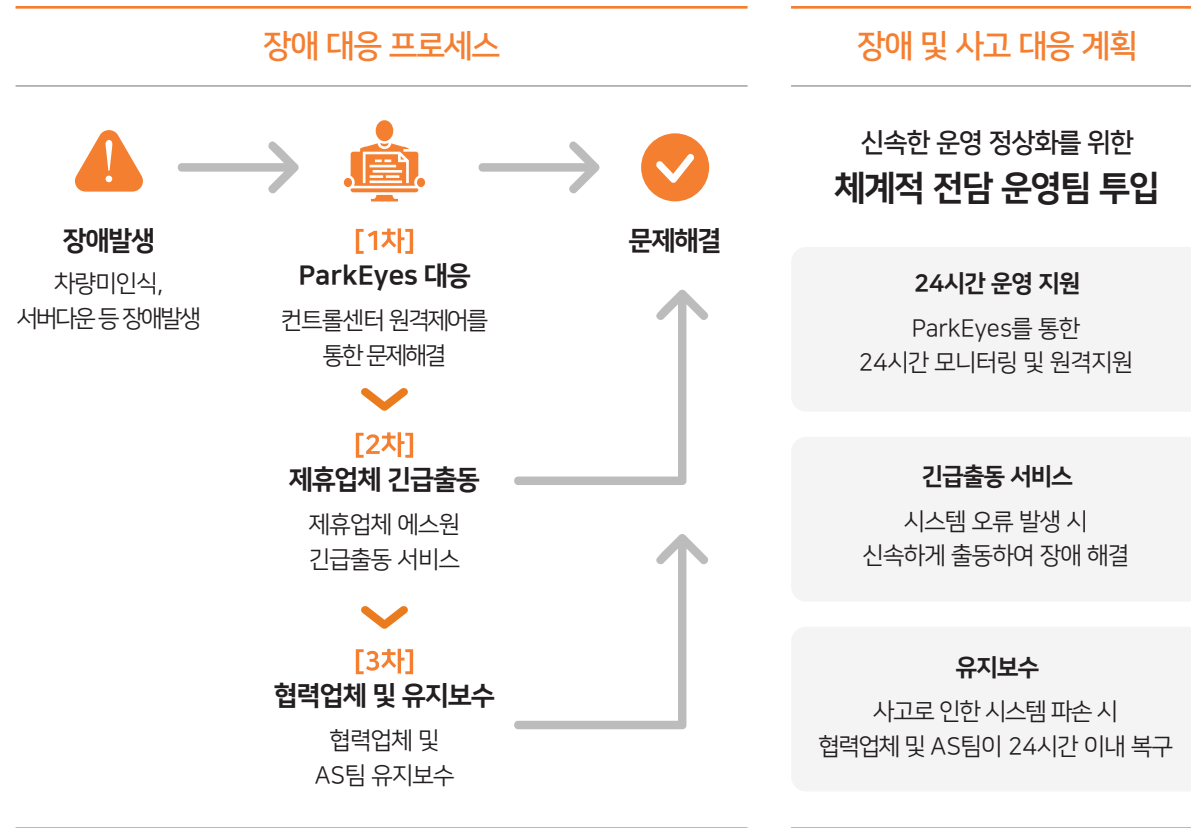 장애 대응 프로세스
장애발생
차량미인식,
서버다운 등 장애발생
[1차]
ParkEyes 대응
컨트롤센터 원격제어를
통한 문제해결
[2차]
제휴업체 긴급출동
제휴업체 에스원
긴급출동 서비스
[3차]
협력업체 및 유지보수
협력업체 및
AS팀 유지보수
문제해결
장애 및 사고 대응 계획
신속한 운영 정상화를 위한
체계적 전담 운영팀 투입
24시간 운영 지원
ParkEyes를 통한
24시간 모니터링 및 원격지원
긴급출동 서비스
시스템 오류 발생 시
신속하게 출동하여 장애 해결
유지보수
사고로 인한 시스템 파손 시
협력업체 및 AS팀이 24시간 이내 복구